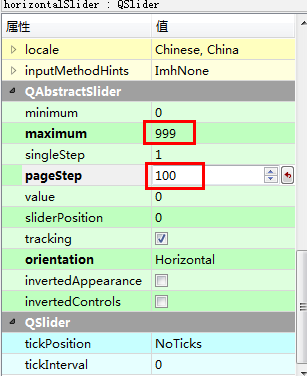 horizontalSlider : QSlider
属性 值
locale Chinese, China
inputMethodHints ImhNone
QAbstractSlider
minimum 0
maximum 999
singleStep 1
pageStep 100
value 0
sliderPosition 0
tracking
orientation Horizontal
invertedAppearance
invertedControls
QSlider
tickPosition NoTicks
tickInterval 0